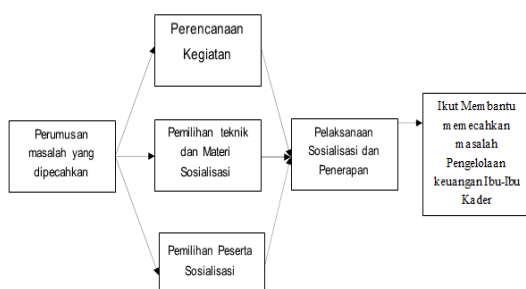 Perencanaan
Kegiatan
Perumusan
masalah yang
dipecahkan
Pemilihan teknik
dan Materi
Sosialisasi
Pemilihan Peserta
Sosialisasi
Pelaksanaan
Sosialisasi dan
Penerapan
Ikut Membantu
memecahkan
masalah
Pengelolaan
keuangan Ibu-Ibu
Kader